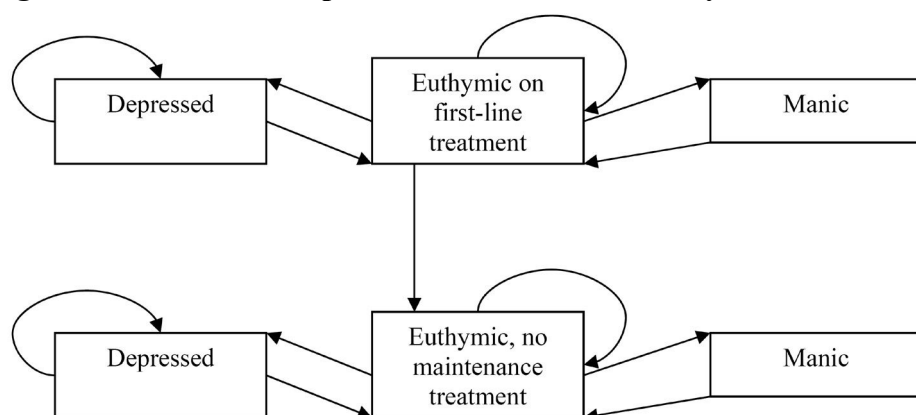 Depressed
Euthymic on
first-line
treatment
Manic
Depressed
Euthymic, no
maintenance
treatment
Manic